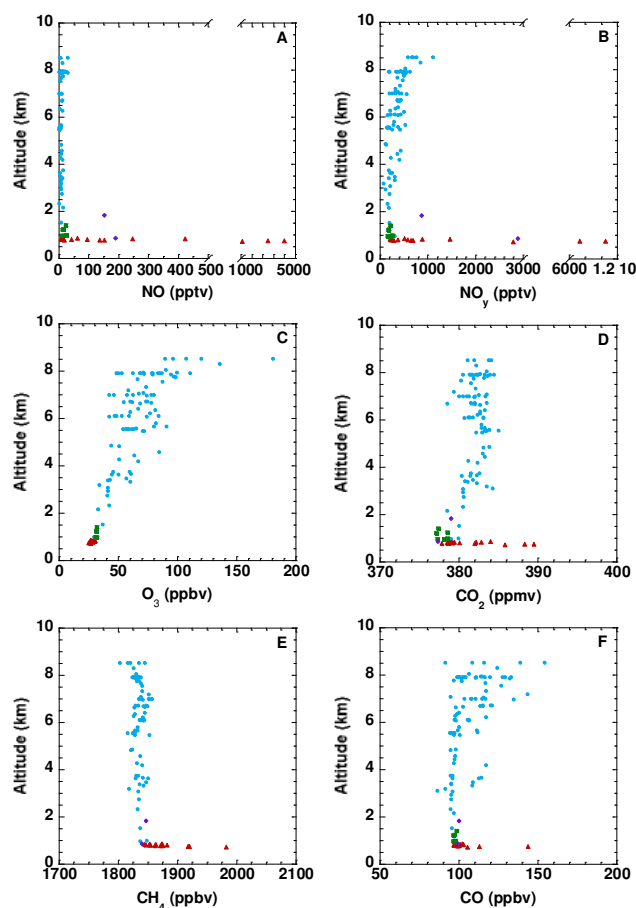 A
Altitude (km)
10
8
6
4
2
0
0 100 200 300 400 500 1000 5000
NO (pptv)
B
Altitude (km)
10
8
6
4
2
0
0 1000 2000 3000 6000 1.2 10
NOy (pptv)
C
Altitude (km)
10
8
6
4
2
0
0 50 100 150 200
O3 (ppbv)
D
Altitude (km)
10
8
6
4
2
0
370 380 390 400
CO2 (ppmv)
E
Altitude (km)
10
8
6
4
2
0
1700 1800 1900 2000 2100
CH4 (ppbv)
F
Altitude (km)
10
8
6
4
2
0
50 100 150 200
CO (ppbv)